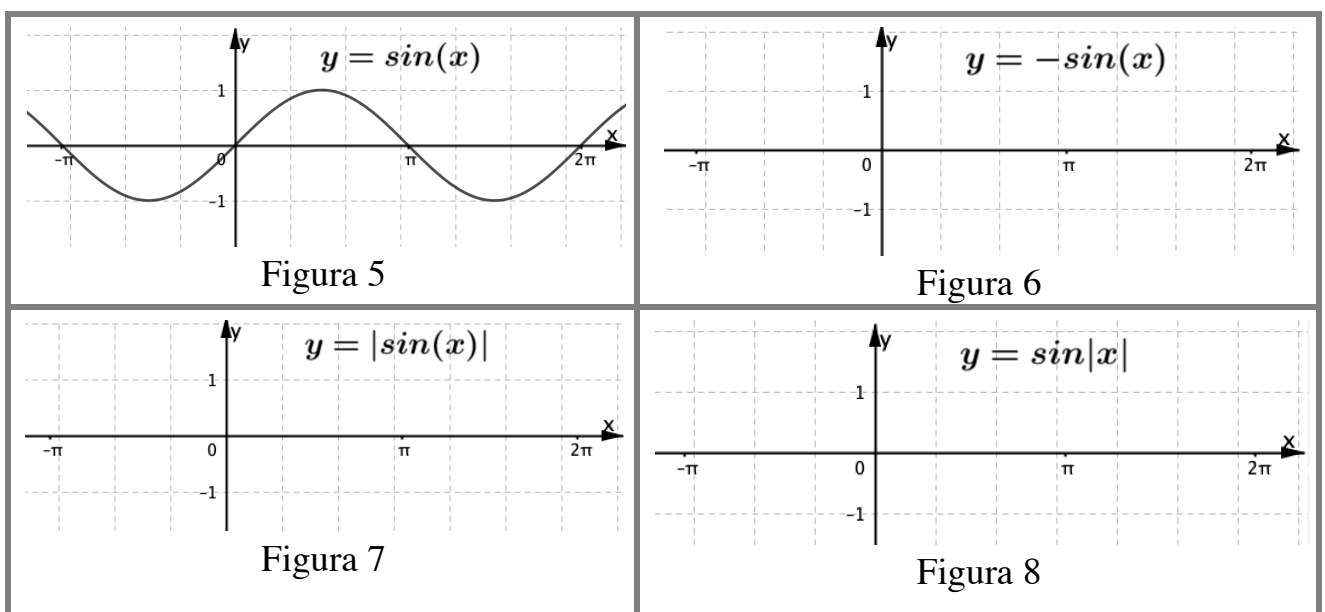 y
y = sin(x)
1
x
-π
0
π
2π
-1
Figura 5
y
y = -sin(x)
1
x
-π
0
π
2π
-1
Figura 6
y
y = |sin(x)|
1
x
-π
0
π
2π
-1
Figura 7
y
y = sin|x|
1
x
-π
0
π
2π
-1
Figura 8